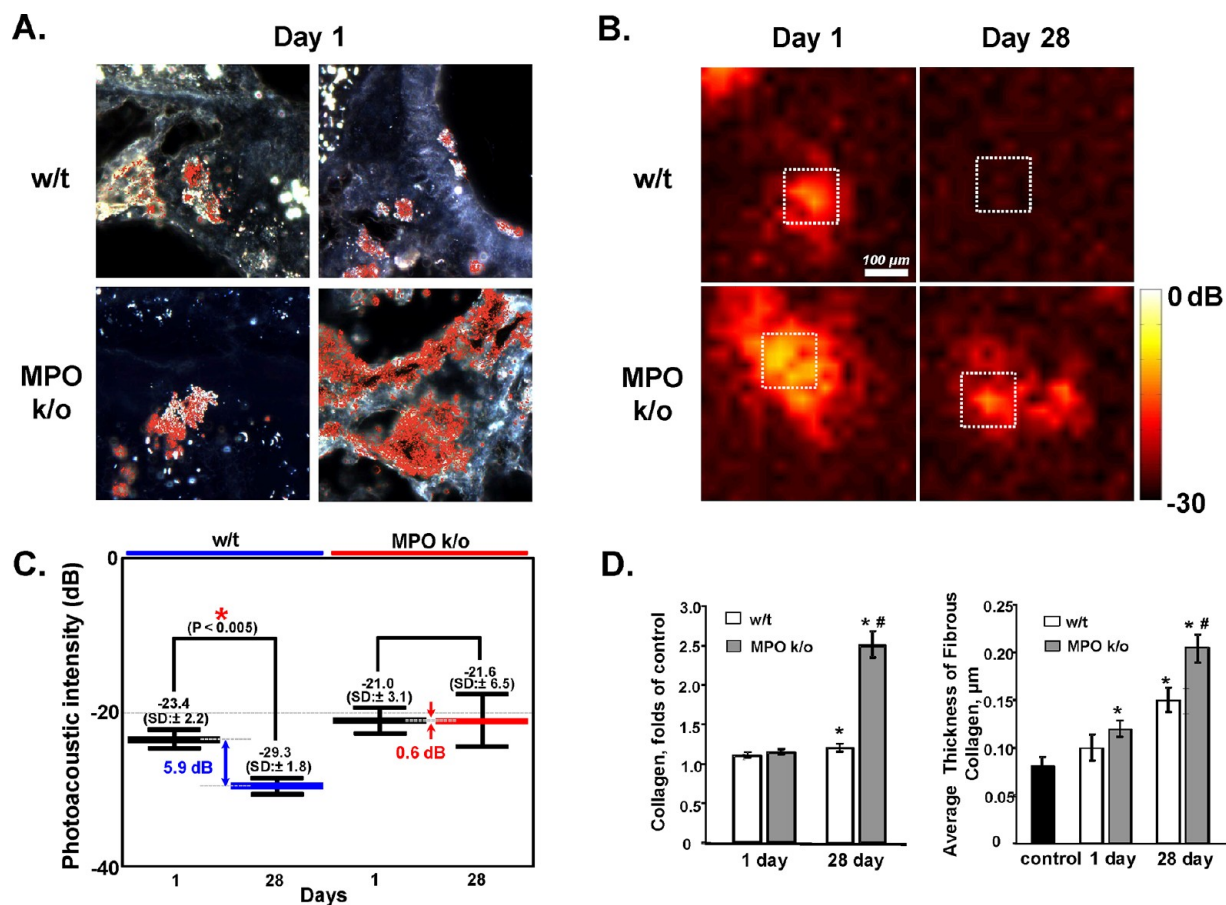 A.
Day 1
w/t
MPO
k/o
B.
Day 1
Day 28
w/t
100 µm
MPO
k/o
0 dB
-30
C.
w/t
MPO k/o
Photoacoustic intensity (dB)
0
-20
-40
*
(P < 0.005)
-23.4
(SD:± 2.2)
5.9 dB
-29.3
(SD:± 1.8)
-21.0
(SD:± 3.1)
0.6 dB
-21.6
(SD:± 6.5)
1
28
1
28
Days
D.
Collagen, folds of control
3.0
2.5
2.0
1.5
1.0
0.5
0
w/t
MPO k/o
*
* #
1 day
28 day
Average Thickness of Fibrous
Collagen, µm
0.25
0.20
0.15
0.10
0.05
0
w/t
MPO k/o
*
*
* #
control
1 day
28 day